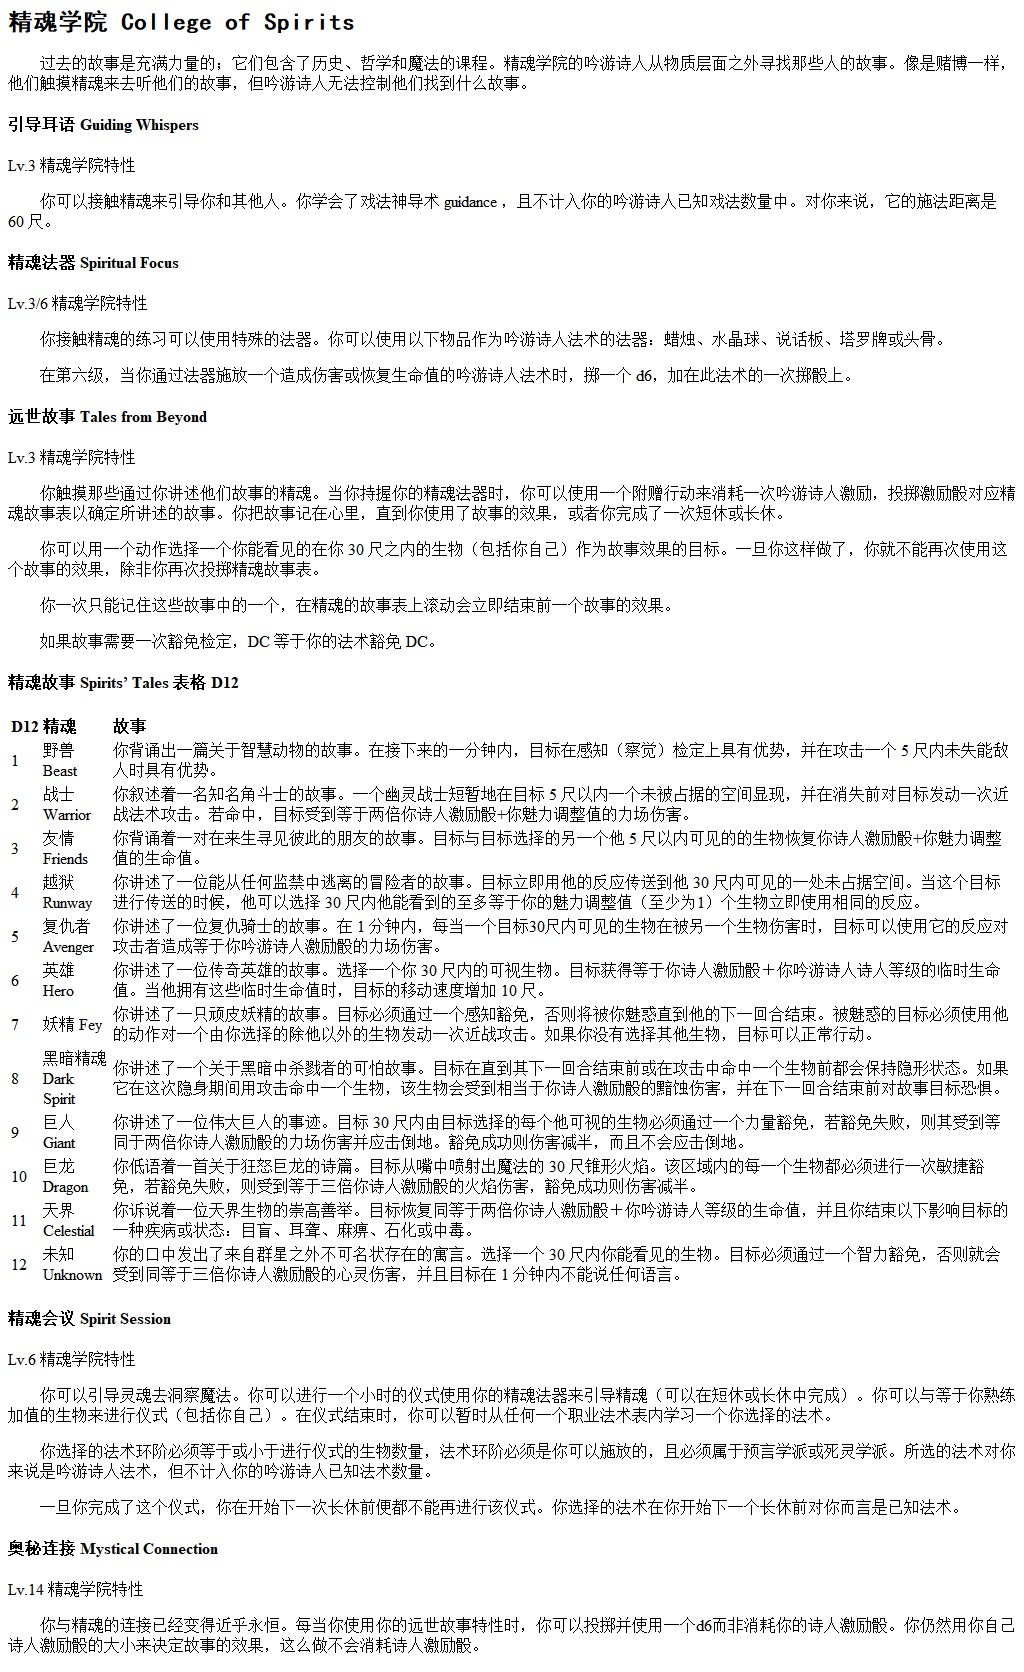 精魂学院 College of Spirits
过去的故事是充满力量的；它们包含了历史、哲学和魔法的课程。精魂学院的吟游诗人从物质层面之外寻找那些人的故事。像是赌博一样，
他们触摸精魂来去听他们的故事，但吟游诗人无法控制他们找到什么故事。
引导耳语 Guiding Whispers
Lv.3 精魂学院特性
你可以接触精魂来引导你和其他人。你学会了戏法神导术 guidance ，且不计入你的吟游诗人已知戏法数量中。对你来说，它的施法距离是
60 尺。
精魂法器 Spiritual Focus
Lv.3/6 精魂学院特性
你接触精魂的练习可以使用特殊的法器。你可以使用以下物品作为吟游诗人法术的法器：蜡烛、水晶球、说话板、塔罗牌或头骨。
在第六级，当你通过法器施放一个造成伤害或恢复生命值的吟游诗人法术时，掷一个 d6，加在此法术的一次掷骰上。
远世故事 Tales from Beyond
Lv.3 精魂学院特性
你触摸那些通过你讲述他们故事的精魂。当你持握你的精魂法器时，你可以使用一个附赠行动来消耗一次吟游诗人激励，投掷激励骰对应精
魂故事表以确定所讲述的故事。你把故事记在心里，直到你使用了故事的效果，或者你完成了一次短休或长休。
你可以用一个动作选择一个你能看见的在你 30 尺之内的生物（包括你自己）作为故事效果的目标。一旦你这样做了，你就不能再次使用这
个故事的效果，除非你再次投掷精魂故事表。
你一次只能记住这些故事中的一个，在精魂的故事表上滚动会立即结束前一个故事的效果。
如果故事需要一次豁免检定，DC 等于你的法术豁免 DC。
精魂故事 Spirits’ Tales 表格 D12
D12 精魂 故事
1 野兽 Beast 你背诵出一篇关于智慧动物的故事。在接下来的一分钟内，目标在感知（察觉）检定上具有优势，并在攻击一个 5 尺内未失能敌
人时具有优势。
2 战士 Warrior 你叙述着一名知名角斗士的故事。一个幽灵战士短暂地在目标 5 尺以内一个未被占据的空间显现，并在消失前对目标发动一次近
战法术攻击。若命中，目标受到等于两倍你诗人激励骰+你魅力调整值的力场伤害。
3 友情 Friends 你背诵着一对在来生寻见彼此的朋友的故事。目标与目标选择的另一个他 5 尺以内可见的的生物恢复你诗人激励骰+你魅力调整
值的生命值。
4 越狱 Runway 你讲述了一位能从任何监禁中逃离的冒险者的故事。目标立即用他的反应传送到他 30 尺内可见的一处未占据空间。当这个目标
进行传送的时候，他可以选择 30 尺内他能看到的至多等于你的魅力调整值（至少为1）个生物立即使用相同的反应。
5 复仇者 Avenger 你讲述了一位复仇骑士的故事。在 1 分钟内，每当一个目标30尺内可见的生物在被另一个生物伤害时，目标可以使用它的反应对
攻击者造成等于你吟游诗人激励骰的力场伤害。
6 英雄 Hero 你讲述了一位传奇英雄的故事。选择一个你 30 尺内的可视生物。目标获得等于你诗人激励骰＋你吟游诗人诗人等级的临时生命
值。当他拥有这些临时生命值时，目标的移动速度增加 10 尺。
7 妖精 Fey 你讲述了一只顽皮妖精的故事。目标必须通过一个感知豁免，否则将被你魅惑直到他的下一回合结束。被魅惑的目标必须使用他
的动作对一个由你选择的除他以外的生物发动一次近战攻击。如果你没有选择其他生物，目标可以正常行动。
8 黑暗精魂 Dark Spirit 你讲述了一个关于黑暗中杀戮者的可怕故事。目标在直到其下一回合结束前或在攻击中命中一个生物前都会保持隐形状态。如果
它在这次隐身期间用攻击命中一个生物，该生物会受到相当于你诗人激励骰的黯蚀伤害，并在下一回合结束前对故事目标恐惧。
9 巨人 Giant 你讲述了一位伟大巨人的事迹。目标 30 尺内由目标选择的每个他可视的生物必须通过一个力量豁免，若豁免失败，则其受到等
同于两倍你诗人激励骰的力场伤害并应击倒地。豁免成功则伤害减半，而且不会应击倒地。
10 巨龙 Dragon 你低语着一首关于狂怒巨龙的诗篇。目标从嘴中喷射出魔法的 30 尺锥形火焰。该区域内的每一个生物都必须进行一次敏捷豁
免，若豁免失败，则受到等于三倍你诗人激励骰的火焰伤害，豁免成功则伤害减半。
11 天界 Celestial 你诉说着一位天界生物的崇高善举。目标恢复同等于两倍你诗人激励骰＋你吟游诗人等级的生命值，并且你结束以下影响目标的
一种疾病或状态：目盲、耳聋、麻痹、石化或中毒。
12 未知 Unknown 你的口中发出了来自群星之外不可名状存在的寓言。选择一个 30 尺内你能看见的生物。目标必须通过一个智力豁免，否则就会
受到同等于三倍你诗人激励骰的心灵伤害，并且目标在 1 分钟内不能说任何语言。
精魂会议 Spirit Session
Lv.6 精魂学院特性
你可以引导灵魂去洞察魔法。你可以进行一个小时的仪式使用你的精魂法器来引导精魂（可以在短休或长休中完成）。你可以与等于你熟练
加值的生物来进行仪式（包括你自己）。在仪式结束时，你可以暂时从任何一个职业法术表内学习一个你选择的法术。
你选择的法术环阶必须等于或小于进行仪式的生物数量，法术环阶必须是你可以施放的，且必须属于预言学派或死灵学派。所选的法术对你
来说是吟游诗人法术，但不计入你的吟游诗人已知法术数量。
一旦你完成了这个仪式，你在开始下一次长休前便都不能再进行该仪式。你选择的法术在你开始下一个长休前对你而言是已知法术。
奥秘连接 Mystical Connection
Lv.14 精魂学院特性
你与精魂的连接已经变得近乎永恒。每当你使用你的远世故事特性时，你可以投掷并使用一个d6而非消耗你的诗人激励骰。你仍然用你自己
诗人激励骰的大小来决定故事的效果，这么做不会消耗诗人激励骰。